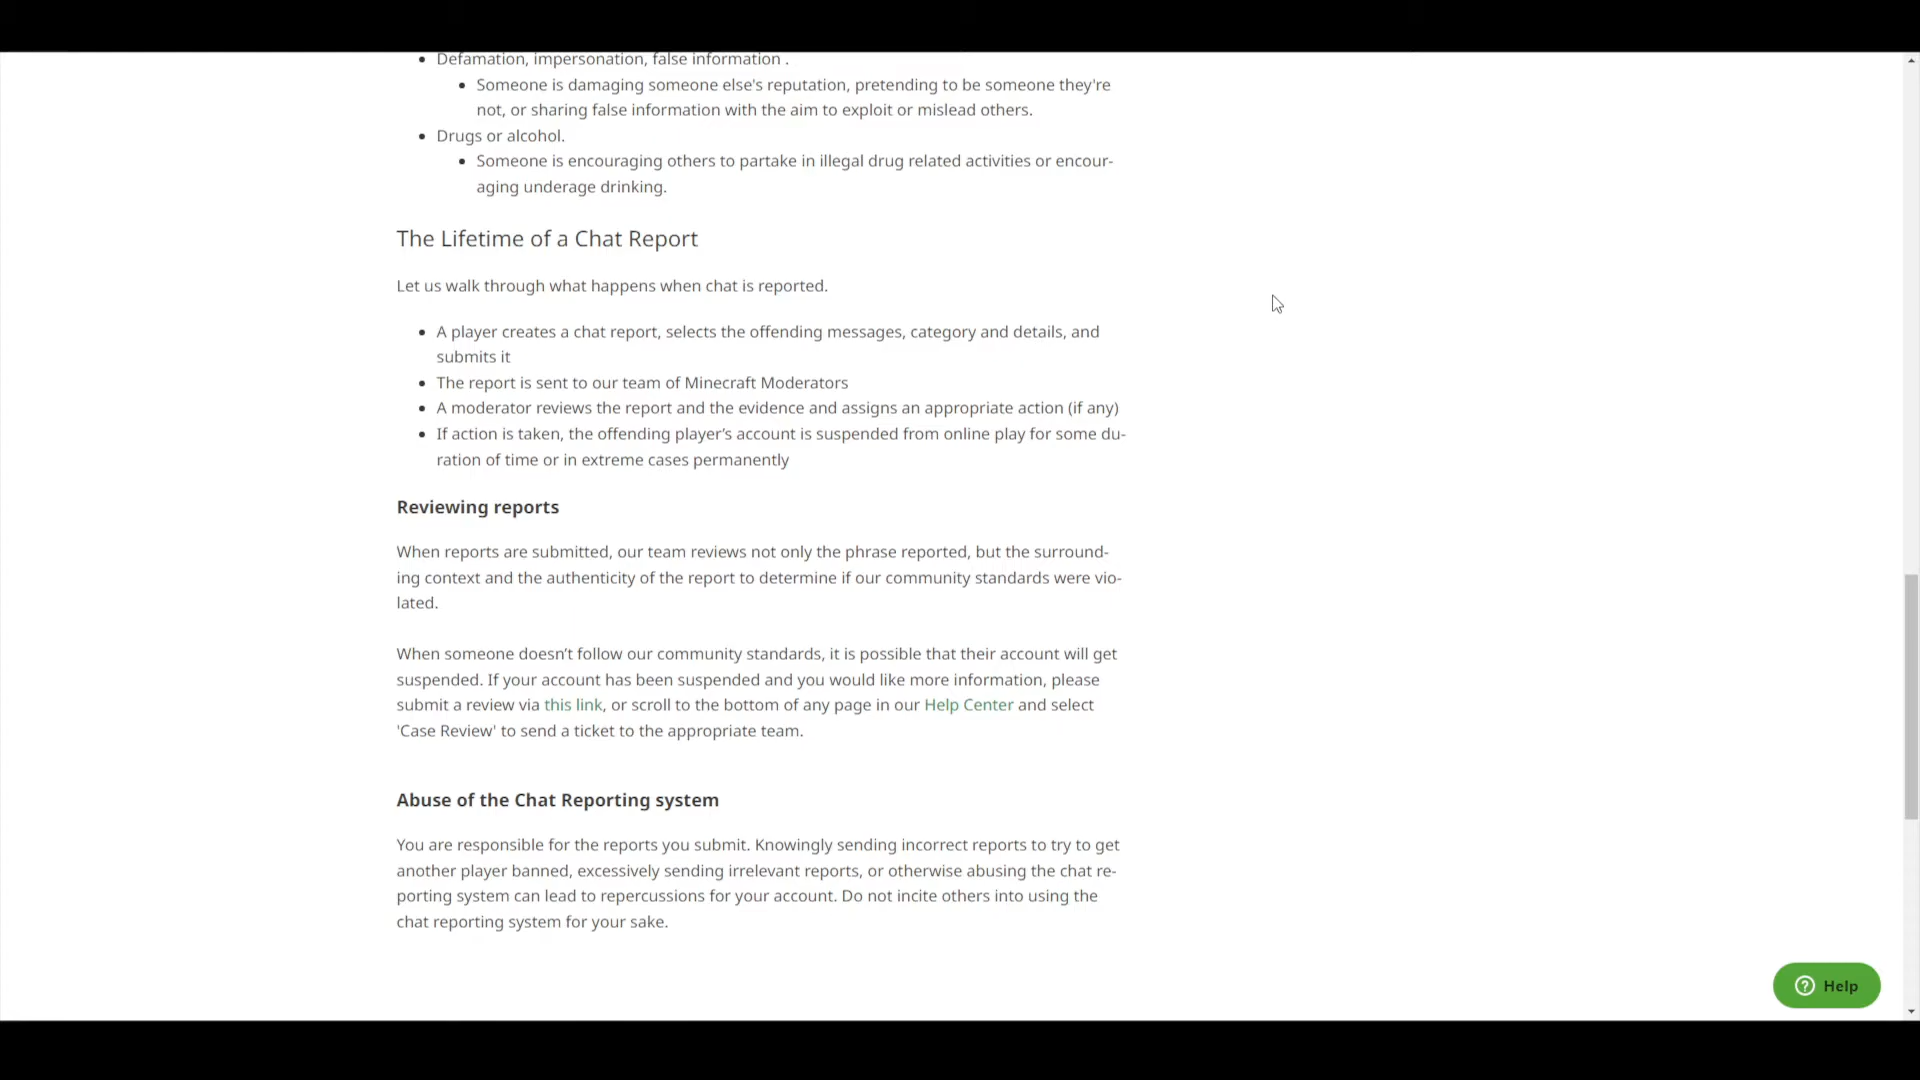 Defamation, impersonation, false information .
Someone is damaging someone else's reputation, pretending to be someone they're
not, or sharing false information with the aim to exploit or mislead others.
Drugs or alcohol.
Someone is encouraging others to partake in illegal drug related activities or encour-
aging underage drinking.
The Lifetime of a Chat Report
Let us walk through what happens when chat is reported.
A player creates a chat report, selects the offending messages, category and details, and
submits it
The report is sent to our team of Minecraft Moderators
A moderator reviews the report and the evidence and assigns an appropriate action (if any)
If action is taken, the offending player’s account is suspended from online play for some du-
ration of time or in extreme cases permanently
Reviewing reports
When reports are submitted, our team reviews not only the phrase reported, but the surround-
ing context and the authenticity of the report to determine if our community standards were vio-
lated.
When someone doesn’t follow our community standards, it is possible that their account will get
suspended. If your account has been suspended and you would like more information, please
submit a review via this link, or scroll to the bottom of any page in our Help Center and select
'Case Review' to send a ticket to the appropriate team.
Abuse of the Chat Reporting system
You are responsible for the reports you submit. Knowingly sending incorrect reports to try to get
another player banned, excessively sending irrelevant reports, or otherwise abusing the chat re-
porting system can lead to repercussions for your account. Do not incite others into using the
chat reporting system for your sake.
Help